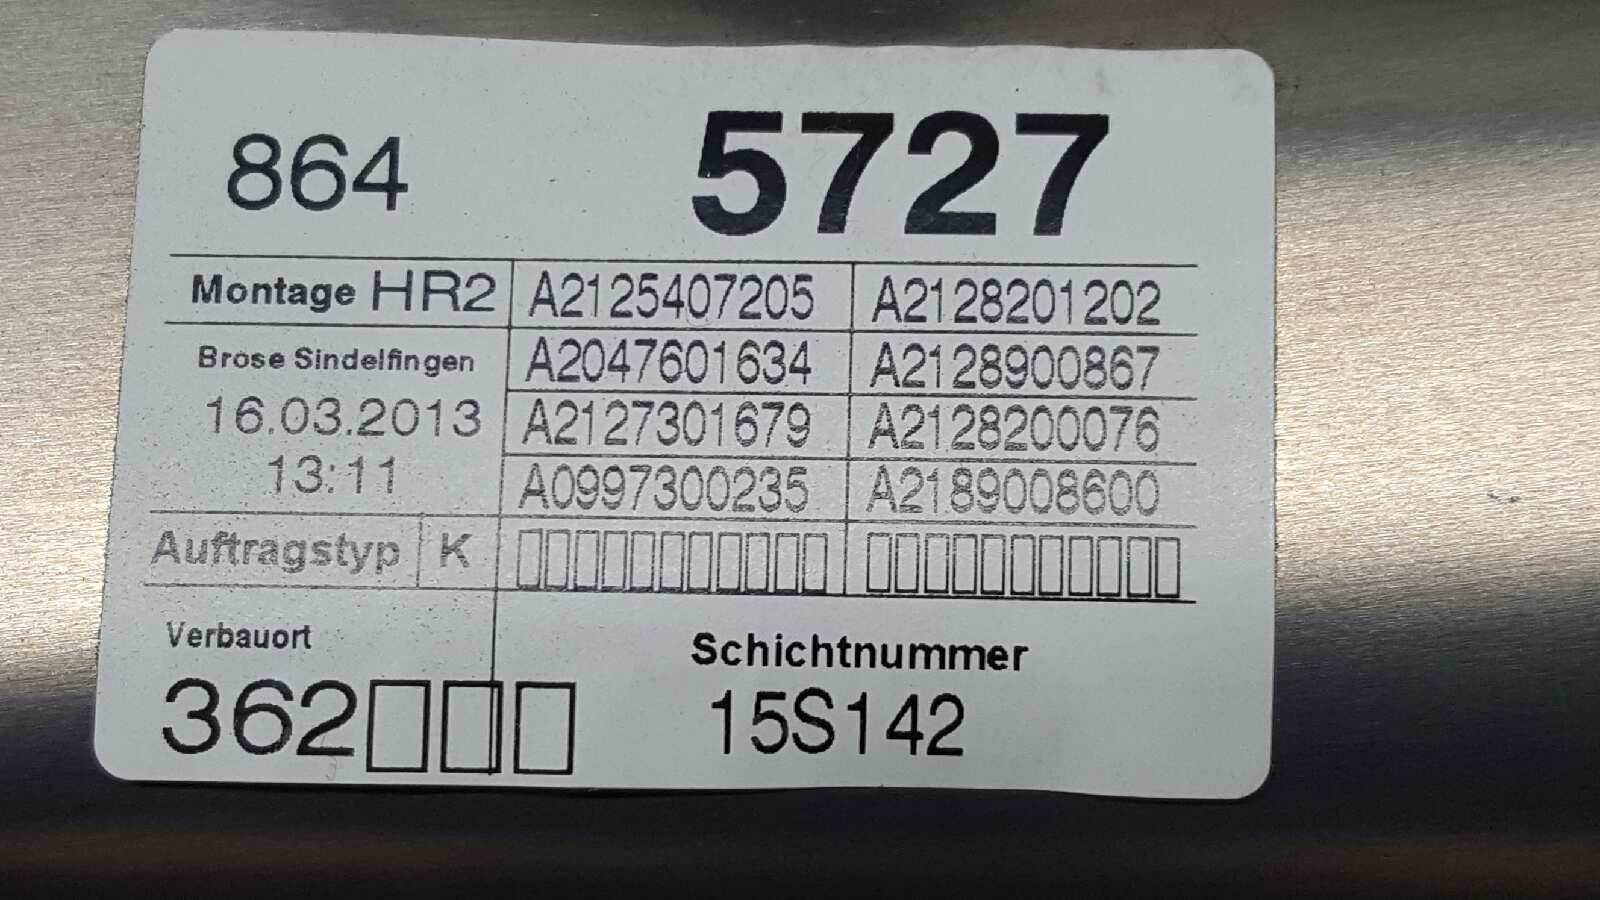 864 5727
Montage HR2 A2125407205 A2128201202
Brose Sindelfingen A2047601634 A2128900867
16.03.2013 A2127301679 A2128200076
13:11 A0997300235 A2189008600
Auftragstyp K ▯▯▯▯▯▯▯▯▯▯▯ ▯▯▯▯▯▯▯▯▯▯▯
Verbauort Schichtnummer
362▯▯▯ 15S142